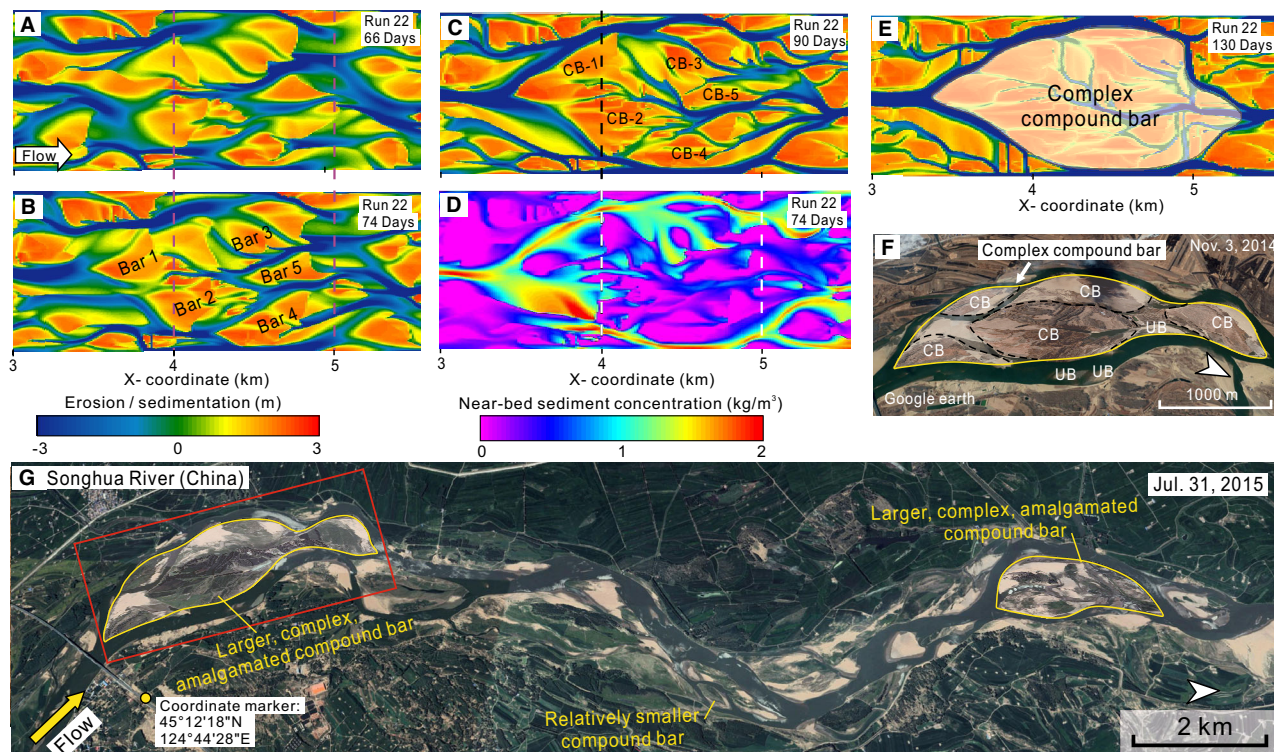 A
Run 22
66 Days
Flow
B
Run 22
74 Days
Bar 1
Bar 2
Bar 3
Bar 5
Bar 4
3
4
5
X- coordinate (km)
Erosion / sedimentation (m)
-3
0
3
C
Run 22
90 Days
CB-1
CB-3
CB-5
CB-2
CB-4
D
Run 22
74 Days
3
4
5
X- coordinate (km)
Near-bed sediment concentration (kg/m³)
0
1
2
E
Run 22
130 Days
Complex
compound bar
3
4
5
X- coordinate (km)
F
Complex compound bar
Nov. 3, 2014
CB
CB
CB
CB
UB
CB
UB
UB
Google earth
1000 m
G Songhua River (China)
Jul. 31, 2015
Larger, complex, amalgamated
compound bar
Larger, complex,
amalgamated compound bar
Relatively smaller
compound bar
Flow
Coordinate marker:
45°12'18"N
124°44'28"E
2 km